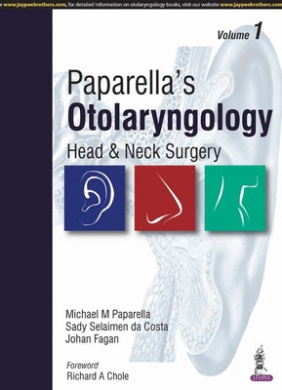 www.jaypeebrothers.com, for detailed information on otolaryngology books, visit our website www.jaypeebrothers.com
Volume 1
Paparella's
Otolaryngology
Head & Neck Surgery
Michael M Paparella
Sady Selaimen da Costa
Johan Fagan
Foreword
Richard A Chole
JAYPEE